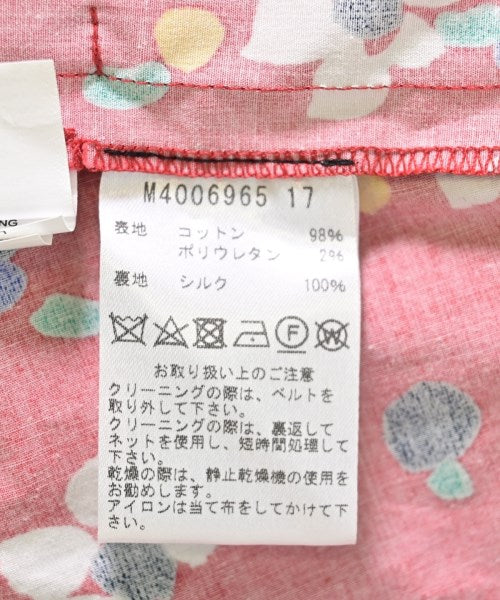 M4006965 17
表地 コットン 98%
ポリウレタン 2%
裏地 シルク 100%
F W
お取り扱い上のご注意
クリーニングの際は、ベルトを
取り外して下さい。
クリーニングの際は、裏返して
ネットを使用し、短時間処理して
下さい。
乾燥の際は、静止乾燥機の使用を
お勧めします。
アイロンは当て布をしてかけて下
さい。
NG